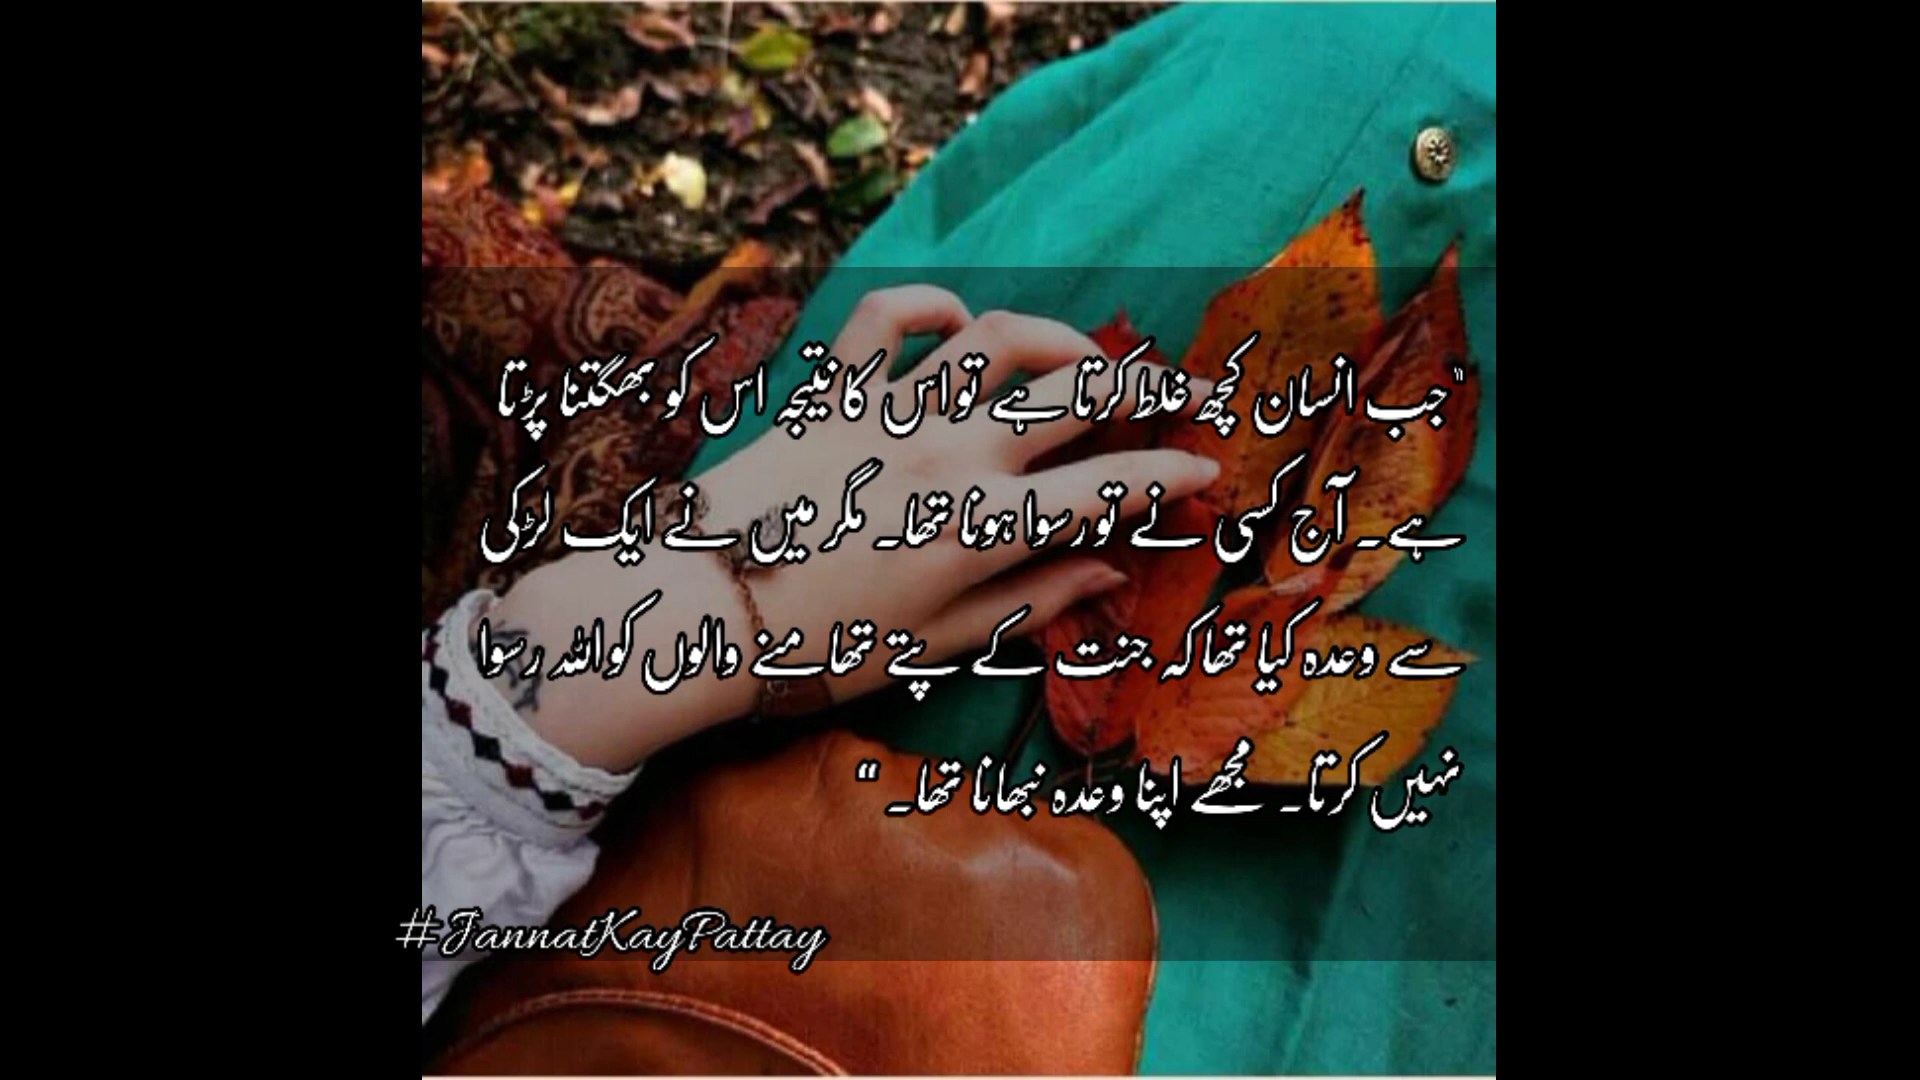 "جب انسان کچھ غلط کرتا ہے تو اس کا نتیجہ اس کو بھگتنا پڑتا
ہے۔ آج کسی نے تو رسوا ہونا تھا۔ مگر میں نے ایک لڑکی
سے وعدہ کیا تھا کہ جنت کے پتے تھامنے والوں کو اللہ رسوا
نہیں کرتا۔ مجھے اپنا وعدہ نبھانا تھا۔“
#JannatKayPattay